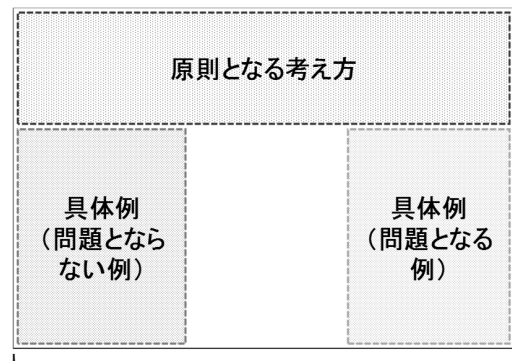 原則となる考え方
具体例
（問題となら
ない例）
具体例
（問題となる
例）